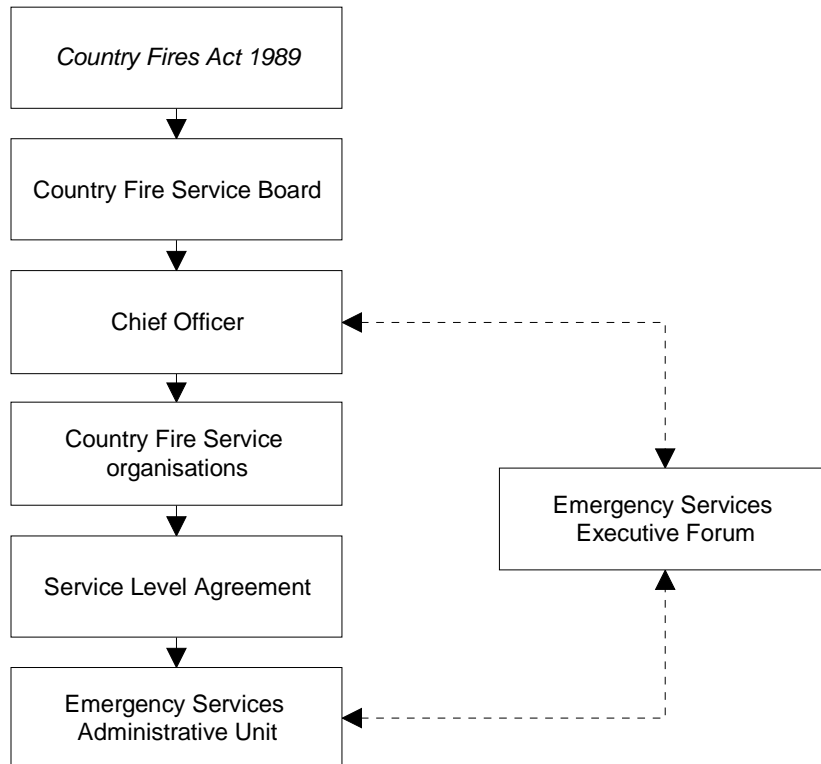 Country Fires Act 1989
Country Fire Service Board
Chief Officer
Country Fire Service
organisations
Emergency Services
Executive Forum
Service Level Agreement
Emergency Services
Administrative Unit